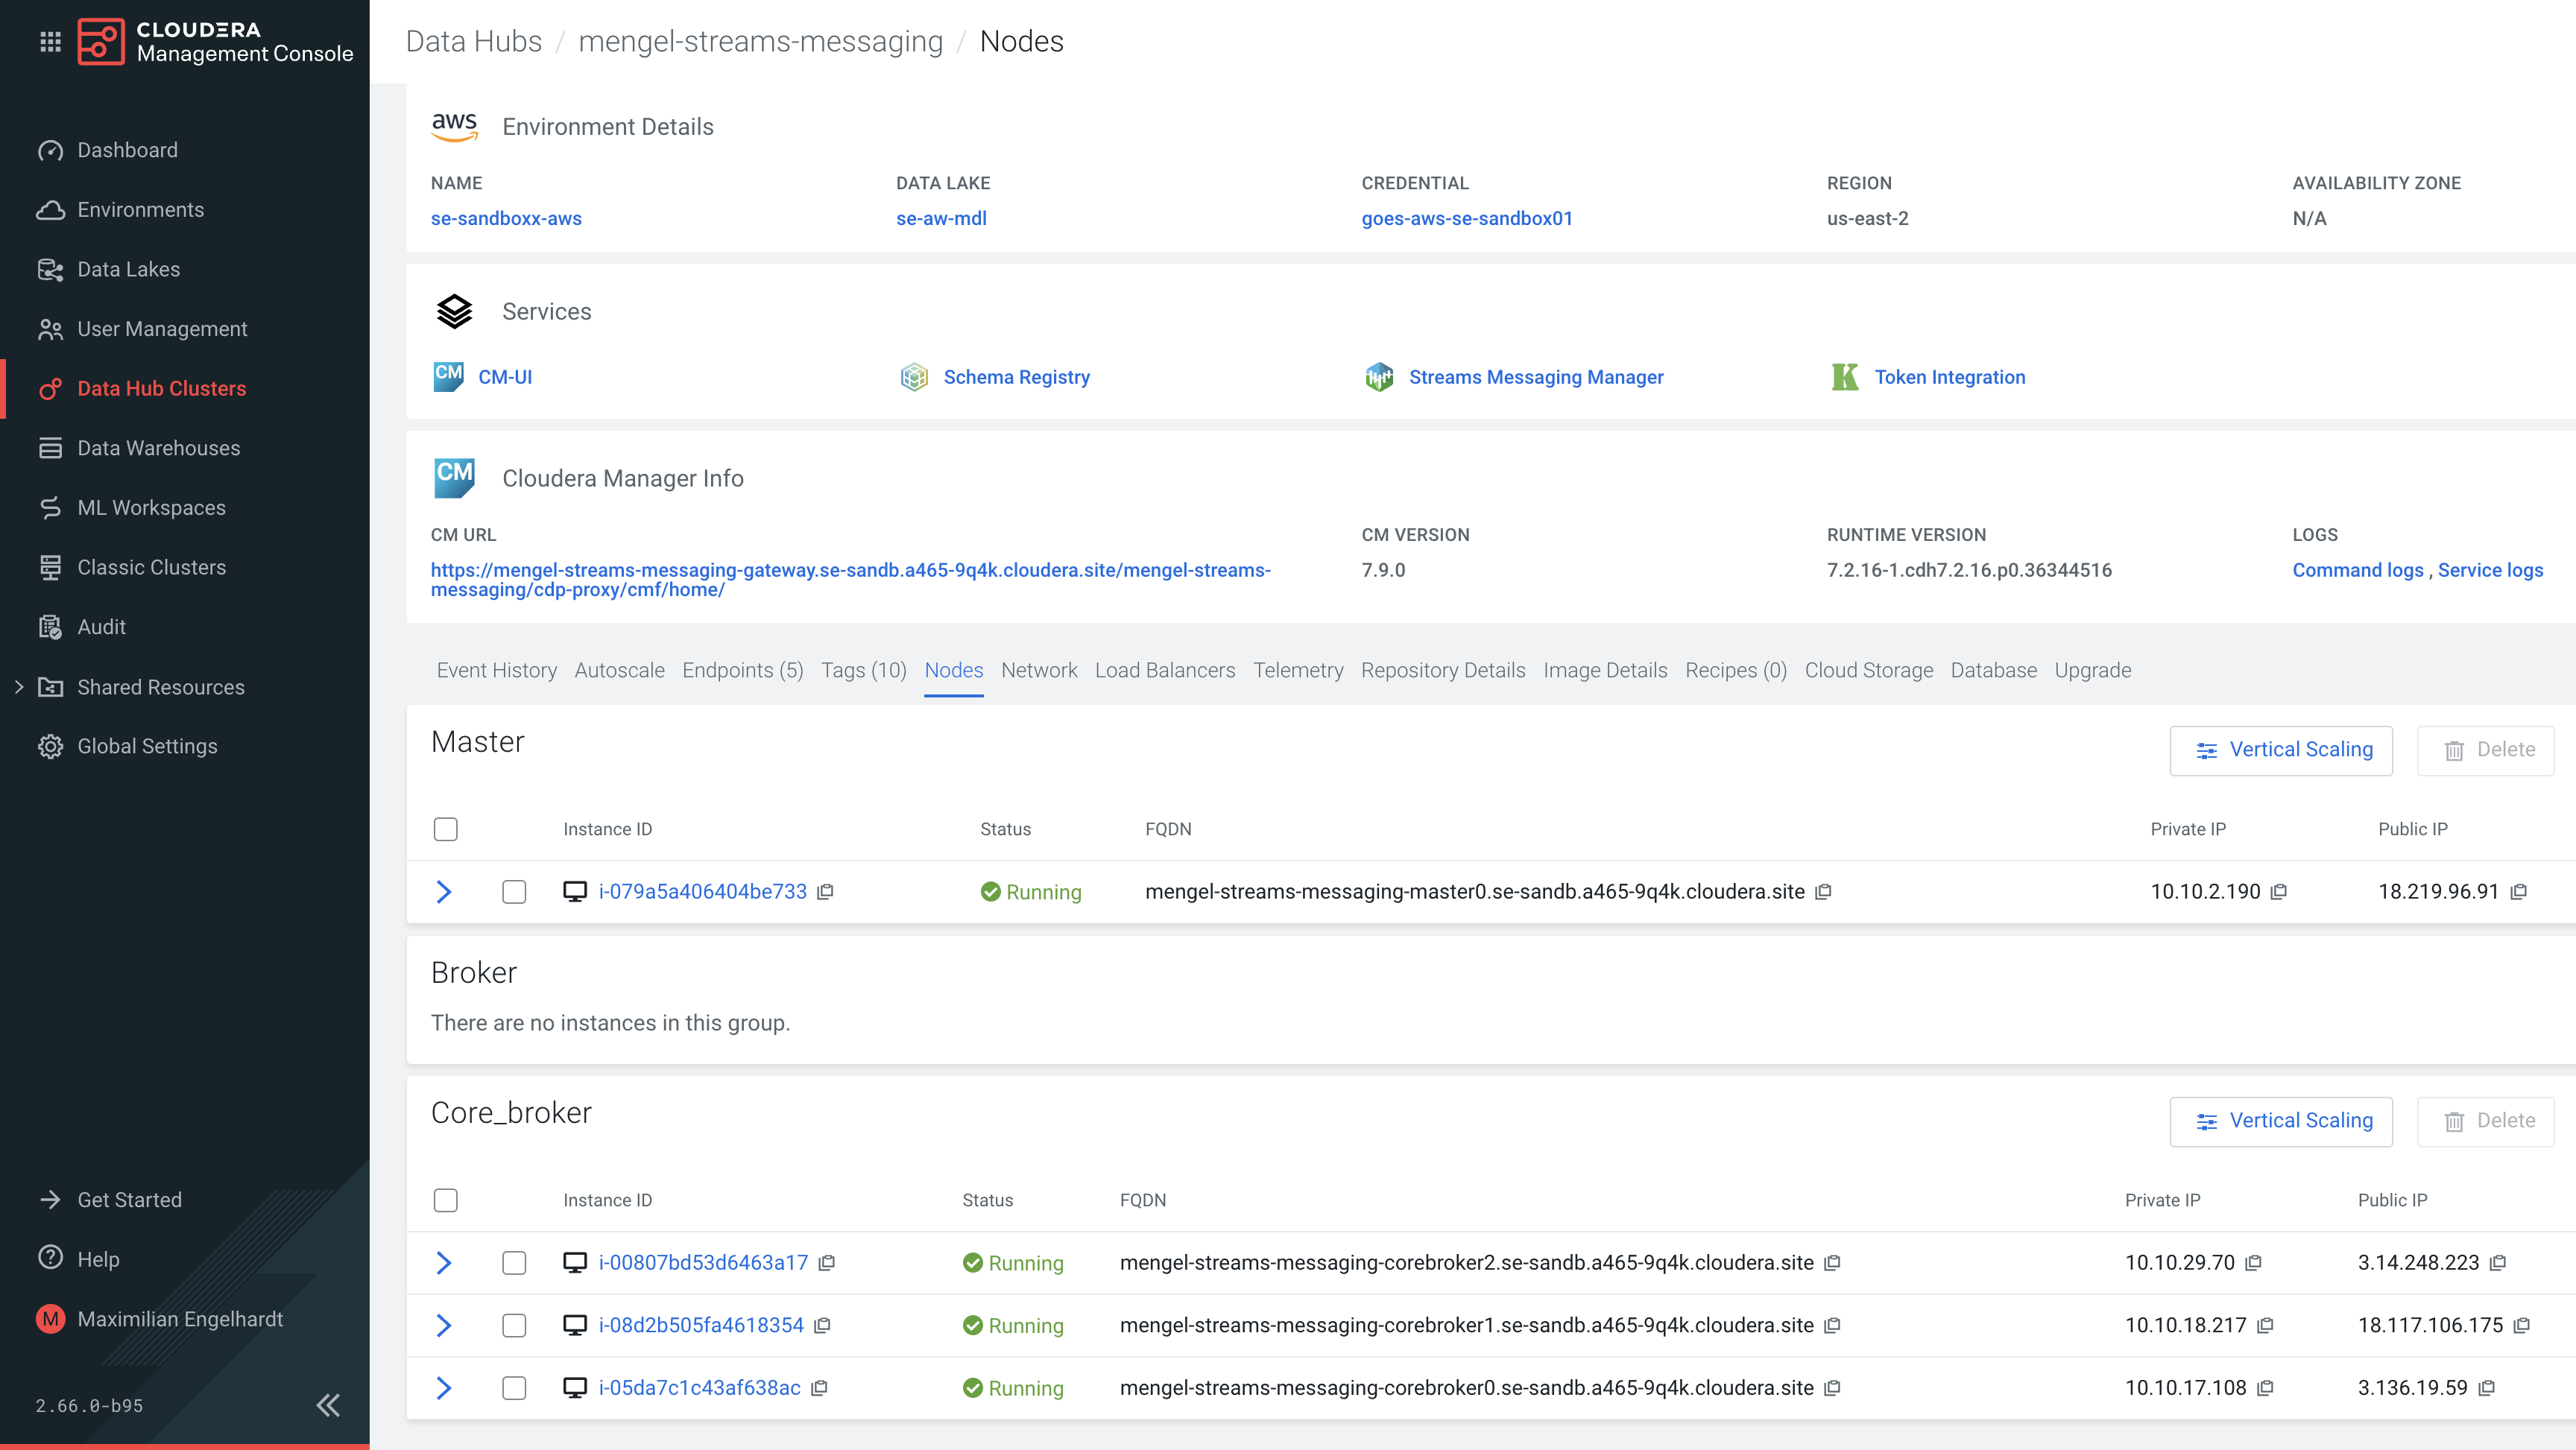 CLOUDERA
Management Console
Dashboard
Environments
Data Lakes
User Management
Data Hub Clusters
Data Warehouses
ML Workspaces
Classic Clusters
Audit
Shared Resources
Global Settings
Get Started
Help
M Maximilian Engelhardt
2.66.0-b95
Data Hubs / mengel-streams-messaging / Nodes
aws Environment Details
NAME DATA LAKE CREDENTIAL REGION AVAILABILITY ZONE
se-sandboxx-aws se-aw-mdl goes-aws-se-sandbox01 us-east-2 N/A
Services
CM CM-UI Schema Registry Streams Messaging Manager K Token Integration
CM Cloudera Manager Info
CM URL CM VERSION RUNTIME VERSION LOGS
https://mengel-streams-messaging-gateway.se-sandb.a465-9q4k.cloudera.site/mengel-streams- 7.9.0 7.2.16-1.cdh7.2.16.p0.36344516 Command logs , Service logs
messaging/cdp-proxy/cmf/home/
Event History Autoscale Endpoints (5) Tags (10) Nodes Network Load Balancers Telemetry Repository Details Image Details Recipes (0) Cloud Storage Database Upgrade
Master Vertical Scaling Delete
Instance ID Status FQDN Private IP Public IP
i-079a5a406404be733 Running mengel-streams-messaging-master0.se-sandb.a465-9q4k.cloudera.site 10.10.2.190 18.219.96.91
Broker
There are no instances in this group.
Core_broker Vertical Scaling Delete
Instance ID Status FQDN Private IP Public IP
i-00807bd53d6463a17 Running mengel-streams-messaging-corebroker2.se-sandb.a465-9q4k.cloudera.site 10.10.29.70 3.14.248.223
i-08d2b505fa4618354 Running mengel-streams-messaging-corebroker1.se-sandb.a465-9q4k.cloudera.site 10.10.18.217 18.117.106.175
i-05da7c1c43af638ac Running mengel-streams-messaging-corebroker0.se-sandb.a465-9q4k.cloudera.site 10.10.17.108 3.136.19.59